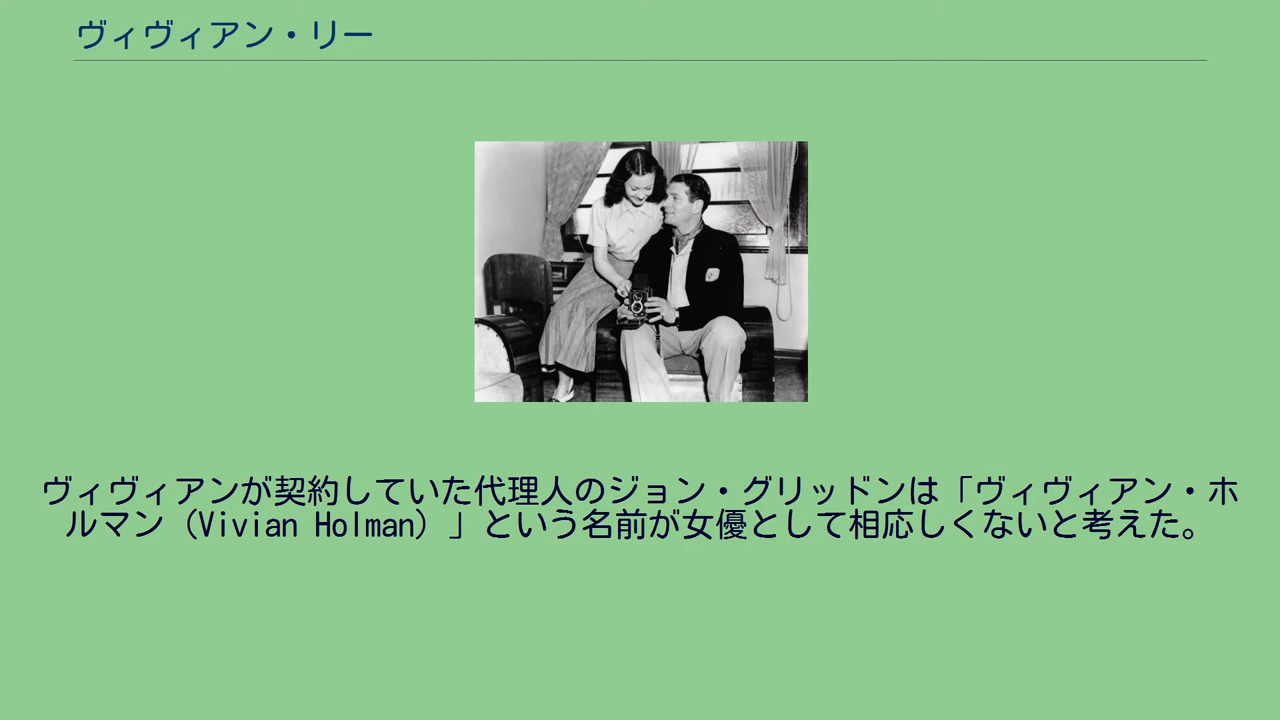 ヴィヴィアン・リー
ヴィヴィアンが契約していた代理人のジョン・グリッドンは「ヴィヴィアン・ホ
ルマン（Vivian Holman）」という名前が女優として相応しくないと考えた。